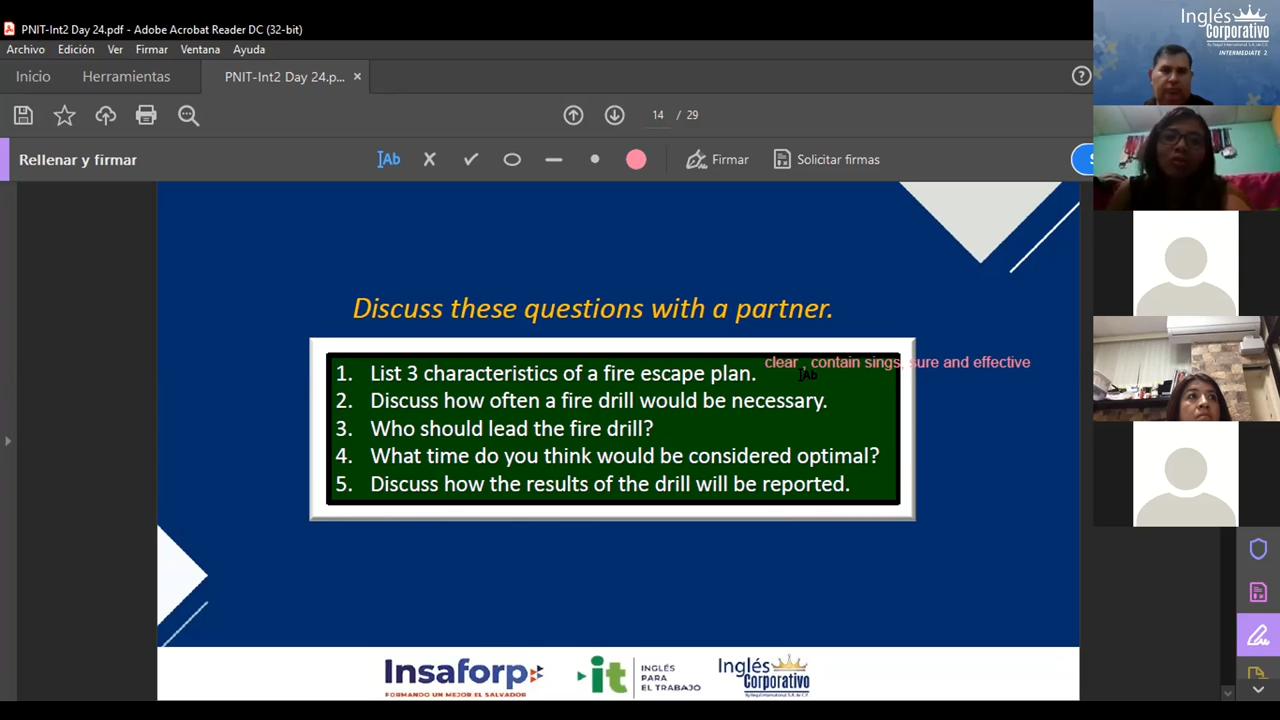 PNIT-Int2 Day 24.pdf - Adobe Acrobat Reader DC (32-bit)
Archivo Edición Ver Firmar Ventana Ayuda
Inicio Herramientas PNIT-Int2 Day 24.p... ×
14 / 29
Rellenar y firmar
Ab
Firmar
Solicitar firmas
S
Discuss these questions with a partner.
clear , contain sings, sure and effective
1. List 3 characteristics of a fire escape plan.
Ab
2. Discuss how often a fire drill would be necessary.
3. Who should lead the fire drill?
4. What time do you think would be considered optimal?
5. Discuss how the results of the drill will be reported.
Insaforp
FORMANDO UN MEJOR EL SALVADOR
it
INGLÉS
PARA
EL TRABAJO
Inglés
Corporativo
Inglés
Corporativo
INTERMEDIATE 2